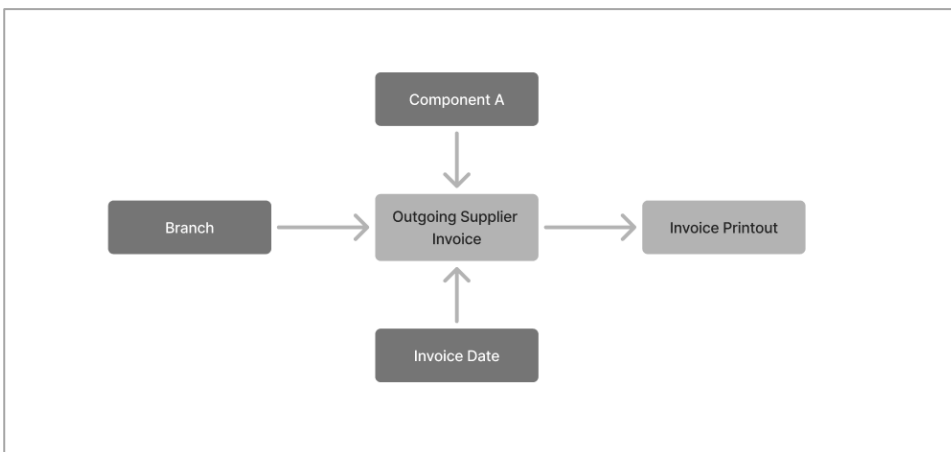 Component A
Branch
Outgoing Supplier
Invoice
Invoice Printout
Invoice Date